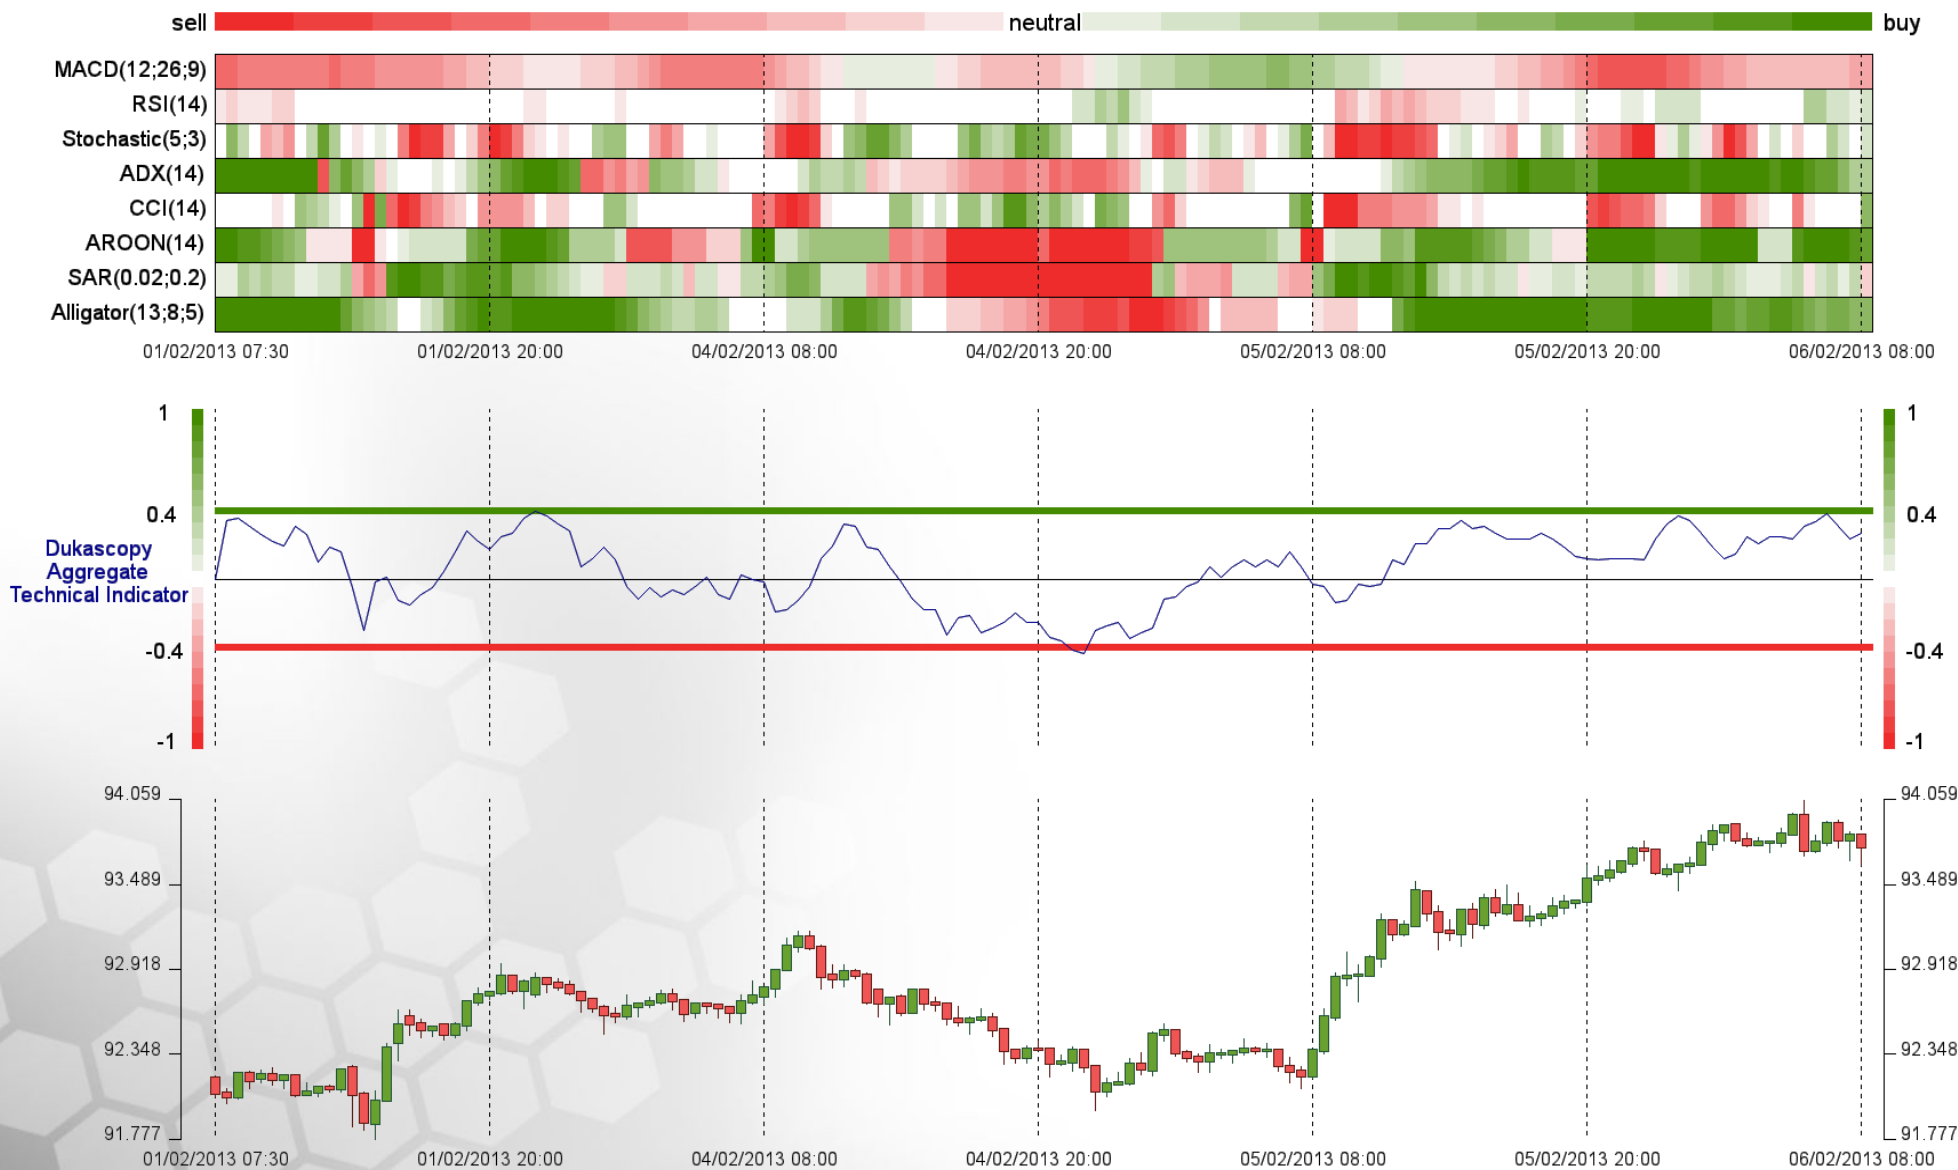 sell neutral buy
MACD(12;26;9)
RSI(14)
Stochastic(5;3)
ADX(14)
CCI(14)
AROON(14)
SAR(0.02;0.2)
Alligator(13;8;5)
01/02/2013 07:30 01/02/2013 20:00 04/02/2013 08:00 04/02/2013 20:00 05/02/2013 08:00 05/02/2013 20:00 06/02/2013 08:00
1 1
0.4 0.4
Dukascopy
Aggregate
Technical Indicator
-0.4 -0.4
-1 -1
94.059 94.059
93.489 93.489
92.918 92.918
92.348 92.348
91.777 91.777
01/02/2013 07:30 01/02/2013 20:00 04/02/2013 08:00 04/02/2013 20:00 05/02/2013 08:00 05/02/2013 20:00 06/02/2013 08:00